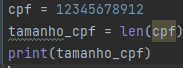 cpf = 12345678912
tamanho_cpf = len(cpf)
print(tamanho_cpf)